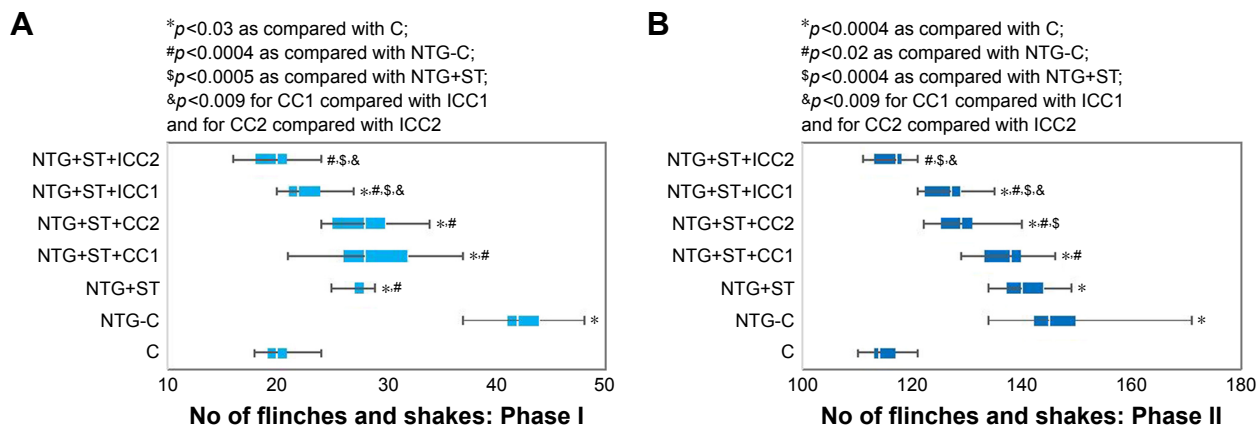 A
*p<0.03 as compared with C;
#p<0.0004 as compared with NTG-C;
$p<0.0005 as compared with NTG+ST;
&p<0.009 for CC1 compared with ICC1
and for CC2 compared with ICC2
NTG+ST+ICC2 #,$,&
NTG+ST+ICC1 *,#,$,&
NTG+ST+CC2 *,#
NTG+ST+CC1 *,#
NTG+ST *,#
NTG-C *
C
10 20 30 40 50
No of flinches and shakes: Phase I
B
*p<0.0004 as compared with C;
#p<0.02 as compared with NTG-C;
$p<0.0004 as compared with NTG+ST;
&p<0.009 for CC1 compared with ICC1
and for CC2 compared with ICC2
NTG+ST+ICC2 #,$,&
NTG+ST+ICC1 *,#,$,&
NTG+ST+CC2 *,#,$
NTG+ST+CC1 *,#
NTG+ST *
NTG-C *
C
100 120 140 160 180
No of flinches and shakes: Phase II